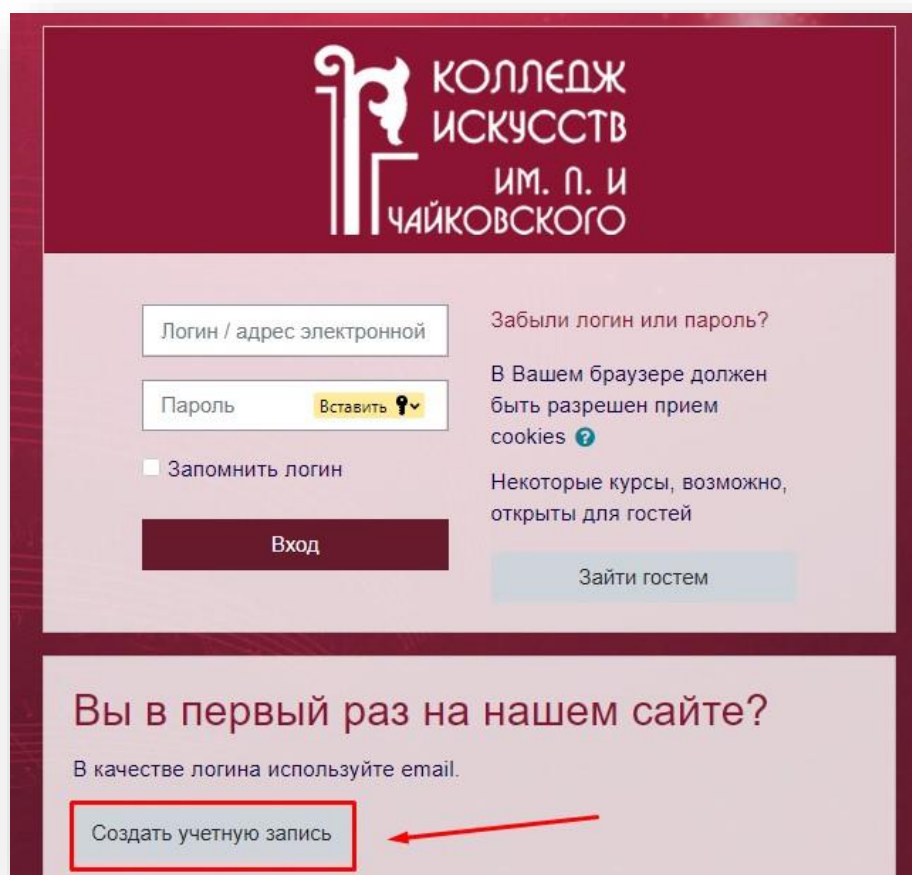 КОЛЛЕДЖ
ИСКУССТВ
ИМ. П. И
ЧАЙКОВСКОГО
Логин / адрес электронной
Пароль
Вставить
Запомнить логин
Вход
Забыли логин или пароль?
В Вашем браузере должен
быть разрешен прием
cookies ?
Некоторые курсы, возможно,
открыты для гостей
Зайти гостем
Вы в первый раз на нашем сайте?
В качестве логина используйте email.
Создать учетную запись